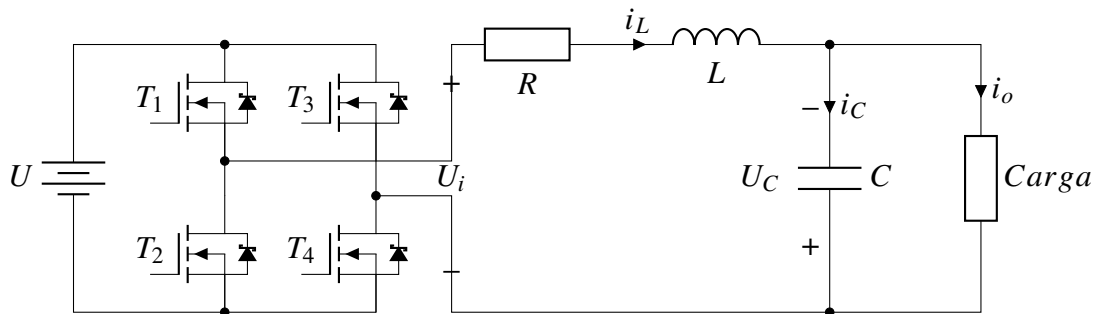 i_L
R
L
T_1
T_3
+
−
i_C
i_o
U
U_i
U_C
C
Carga
T_2
T_4
−
+